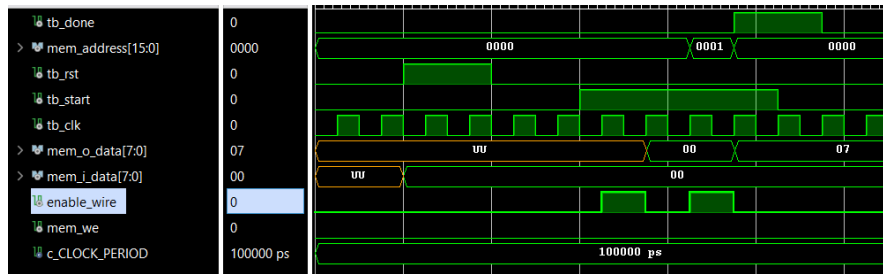 tb_done 0
mem_address[15:0] 0000 0000 0001 0000
tb_rst 0
tb_start 0
tb_clk 0
mem_o_data[7:0] 07 UU 00 07
mem_i_data[7:0] 00 UU 00
enable_wire 0
mem_we 0
c_CLOCK_PERIOD 100000 ps 100000 ps